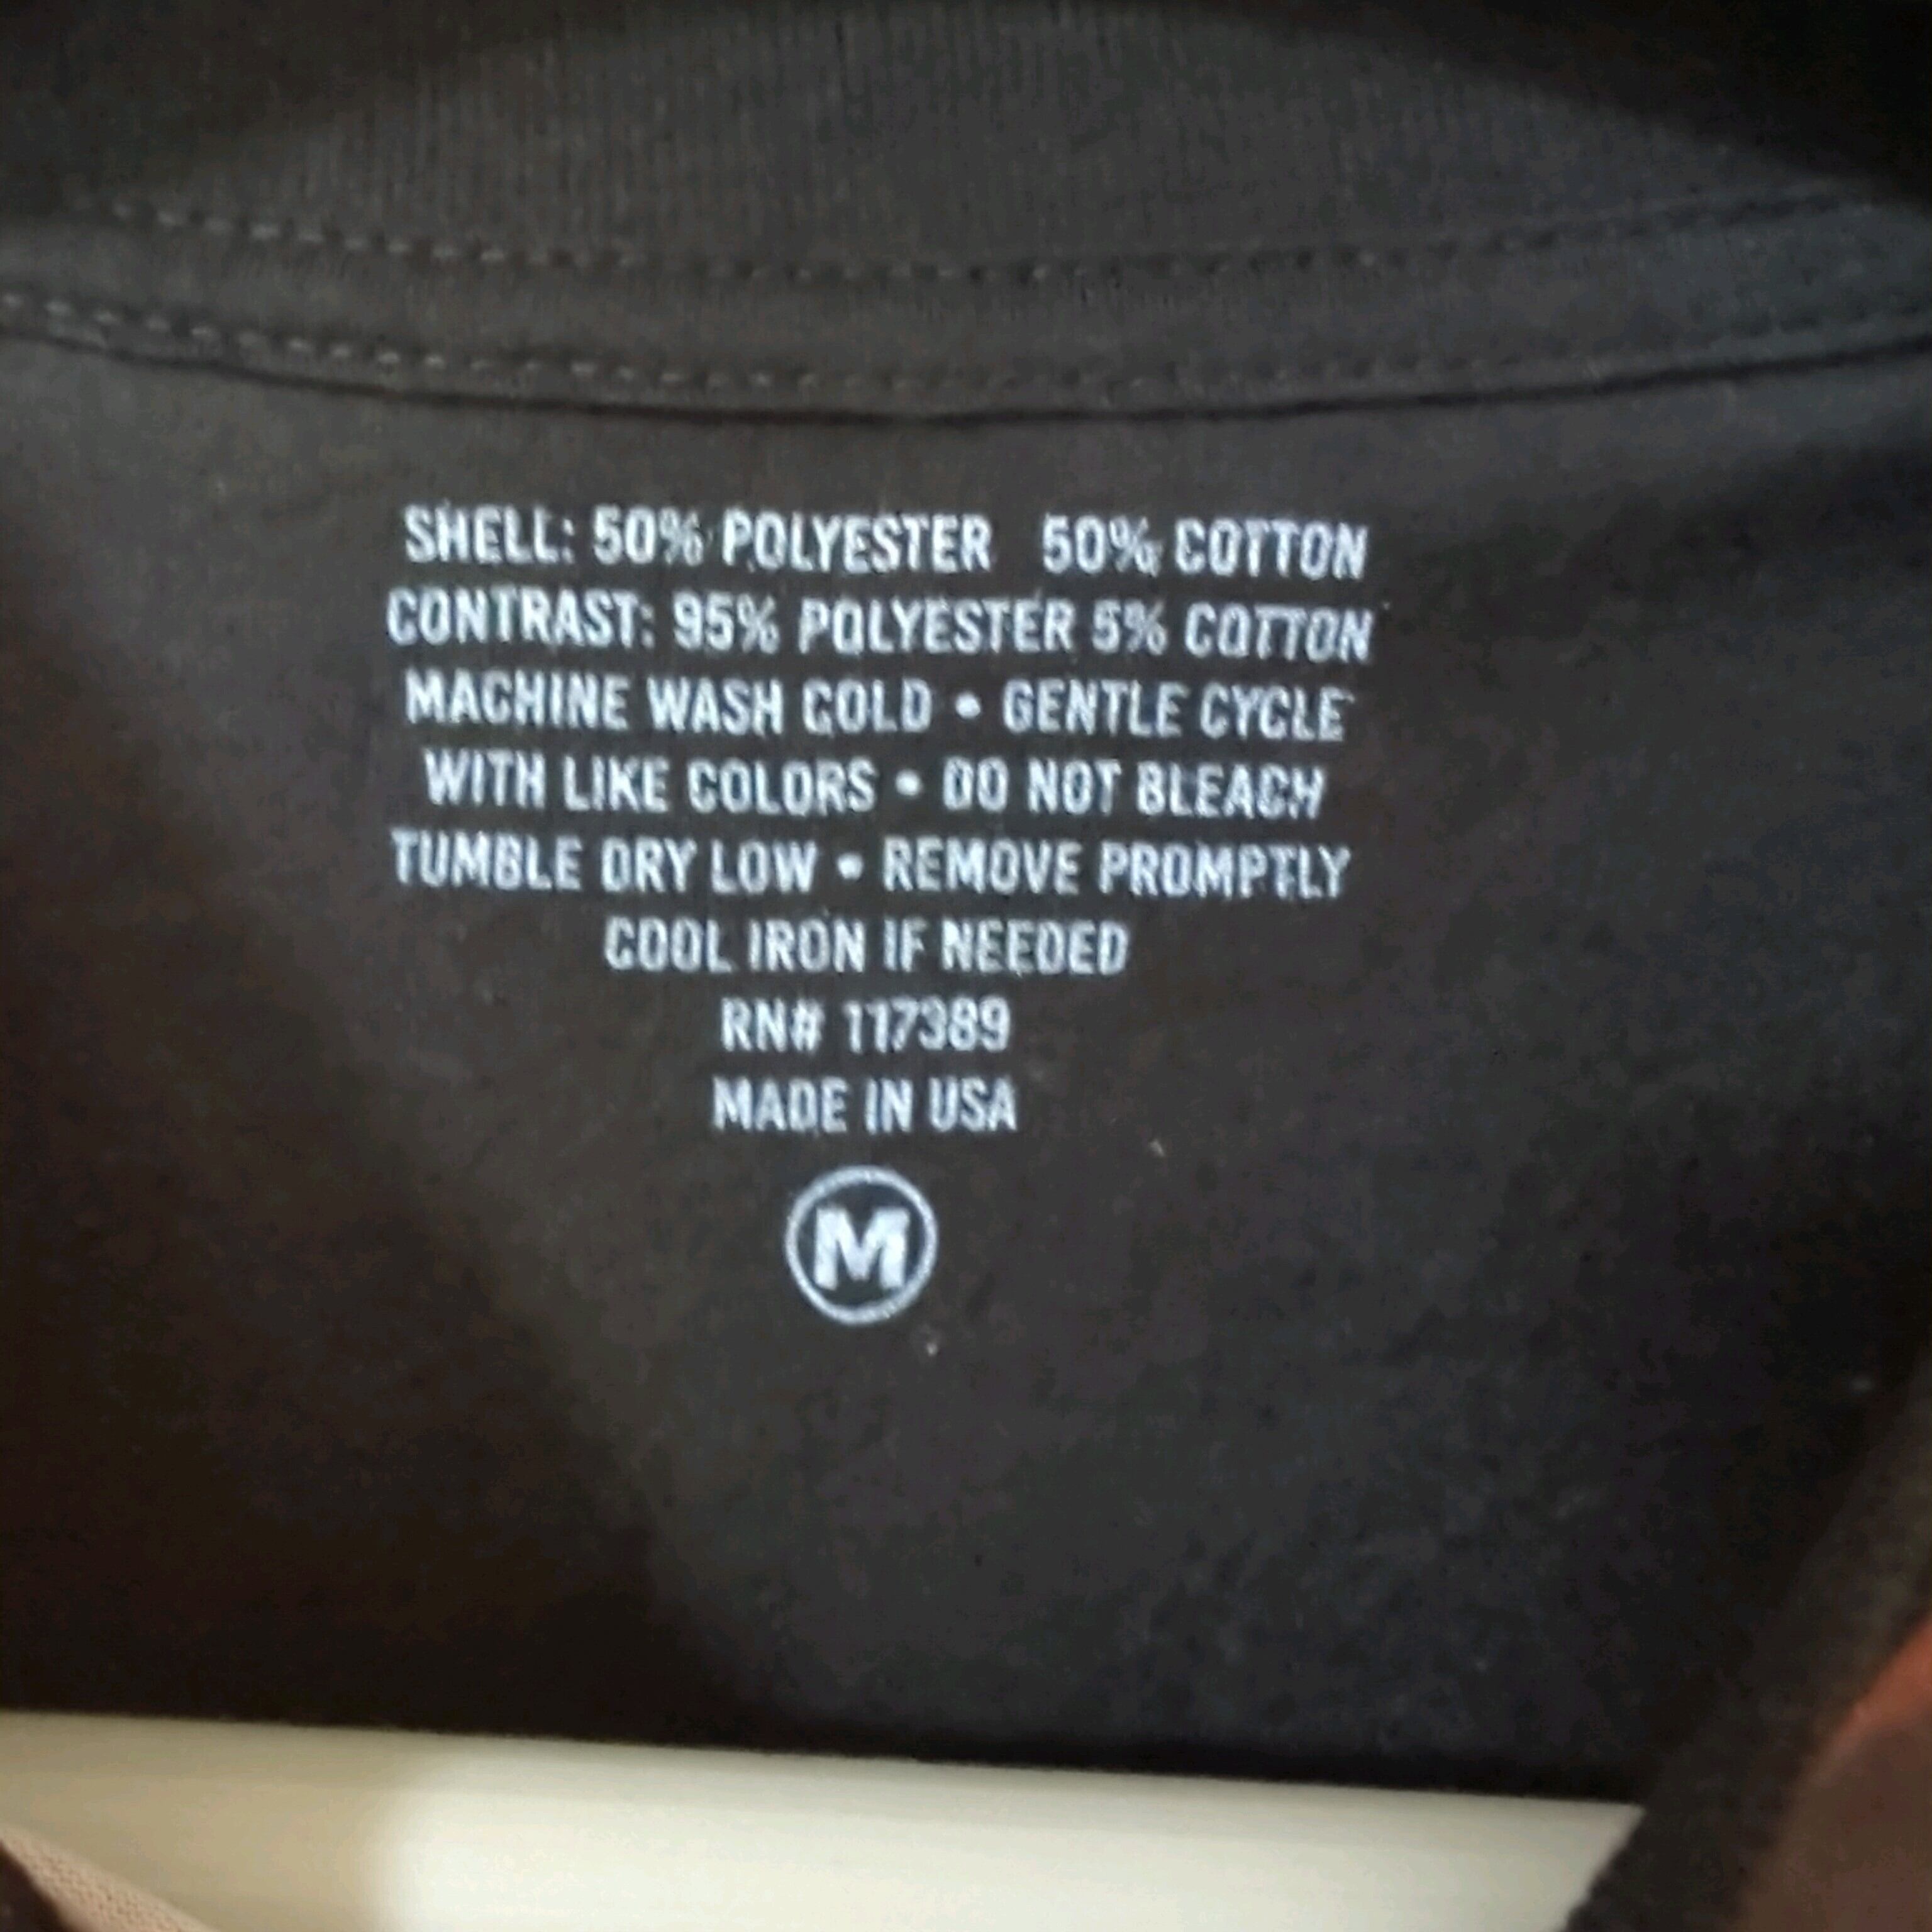 SHELL: 50% POLYESTER 50% COTTON
CONTRAST: 95% POLYESTER 5% COTTON
MACHINE WASH COLD • GENTLE CYCLE
WITH LIKE COLORS • DO NOT BLEACH
TUMBLE DRY LOW • REMOVE PROMPTLY
COOL IRON IF NEEDED
RN# 117389
MADE IN USA
M